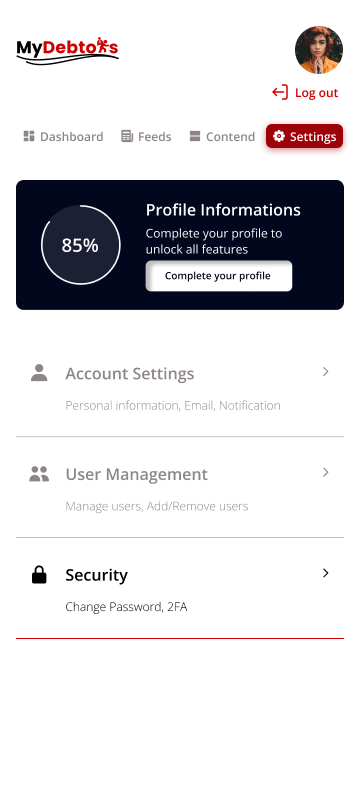 MyDebtors
Log out
Dashboard Feeds Contend Settings
85%
Profile Informations
Complete your profile to
unlock all features
Complete your profile
Account Settings
Personal information, Email, Notification
User Management
Manage users, Add/Remove users
Security
Change Password, 2FA